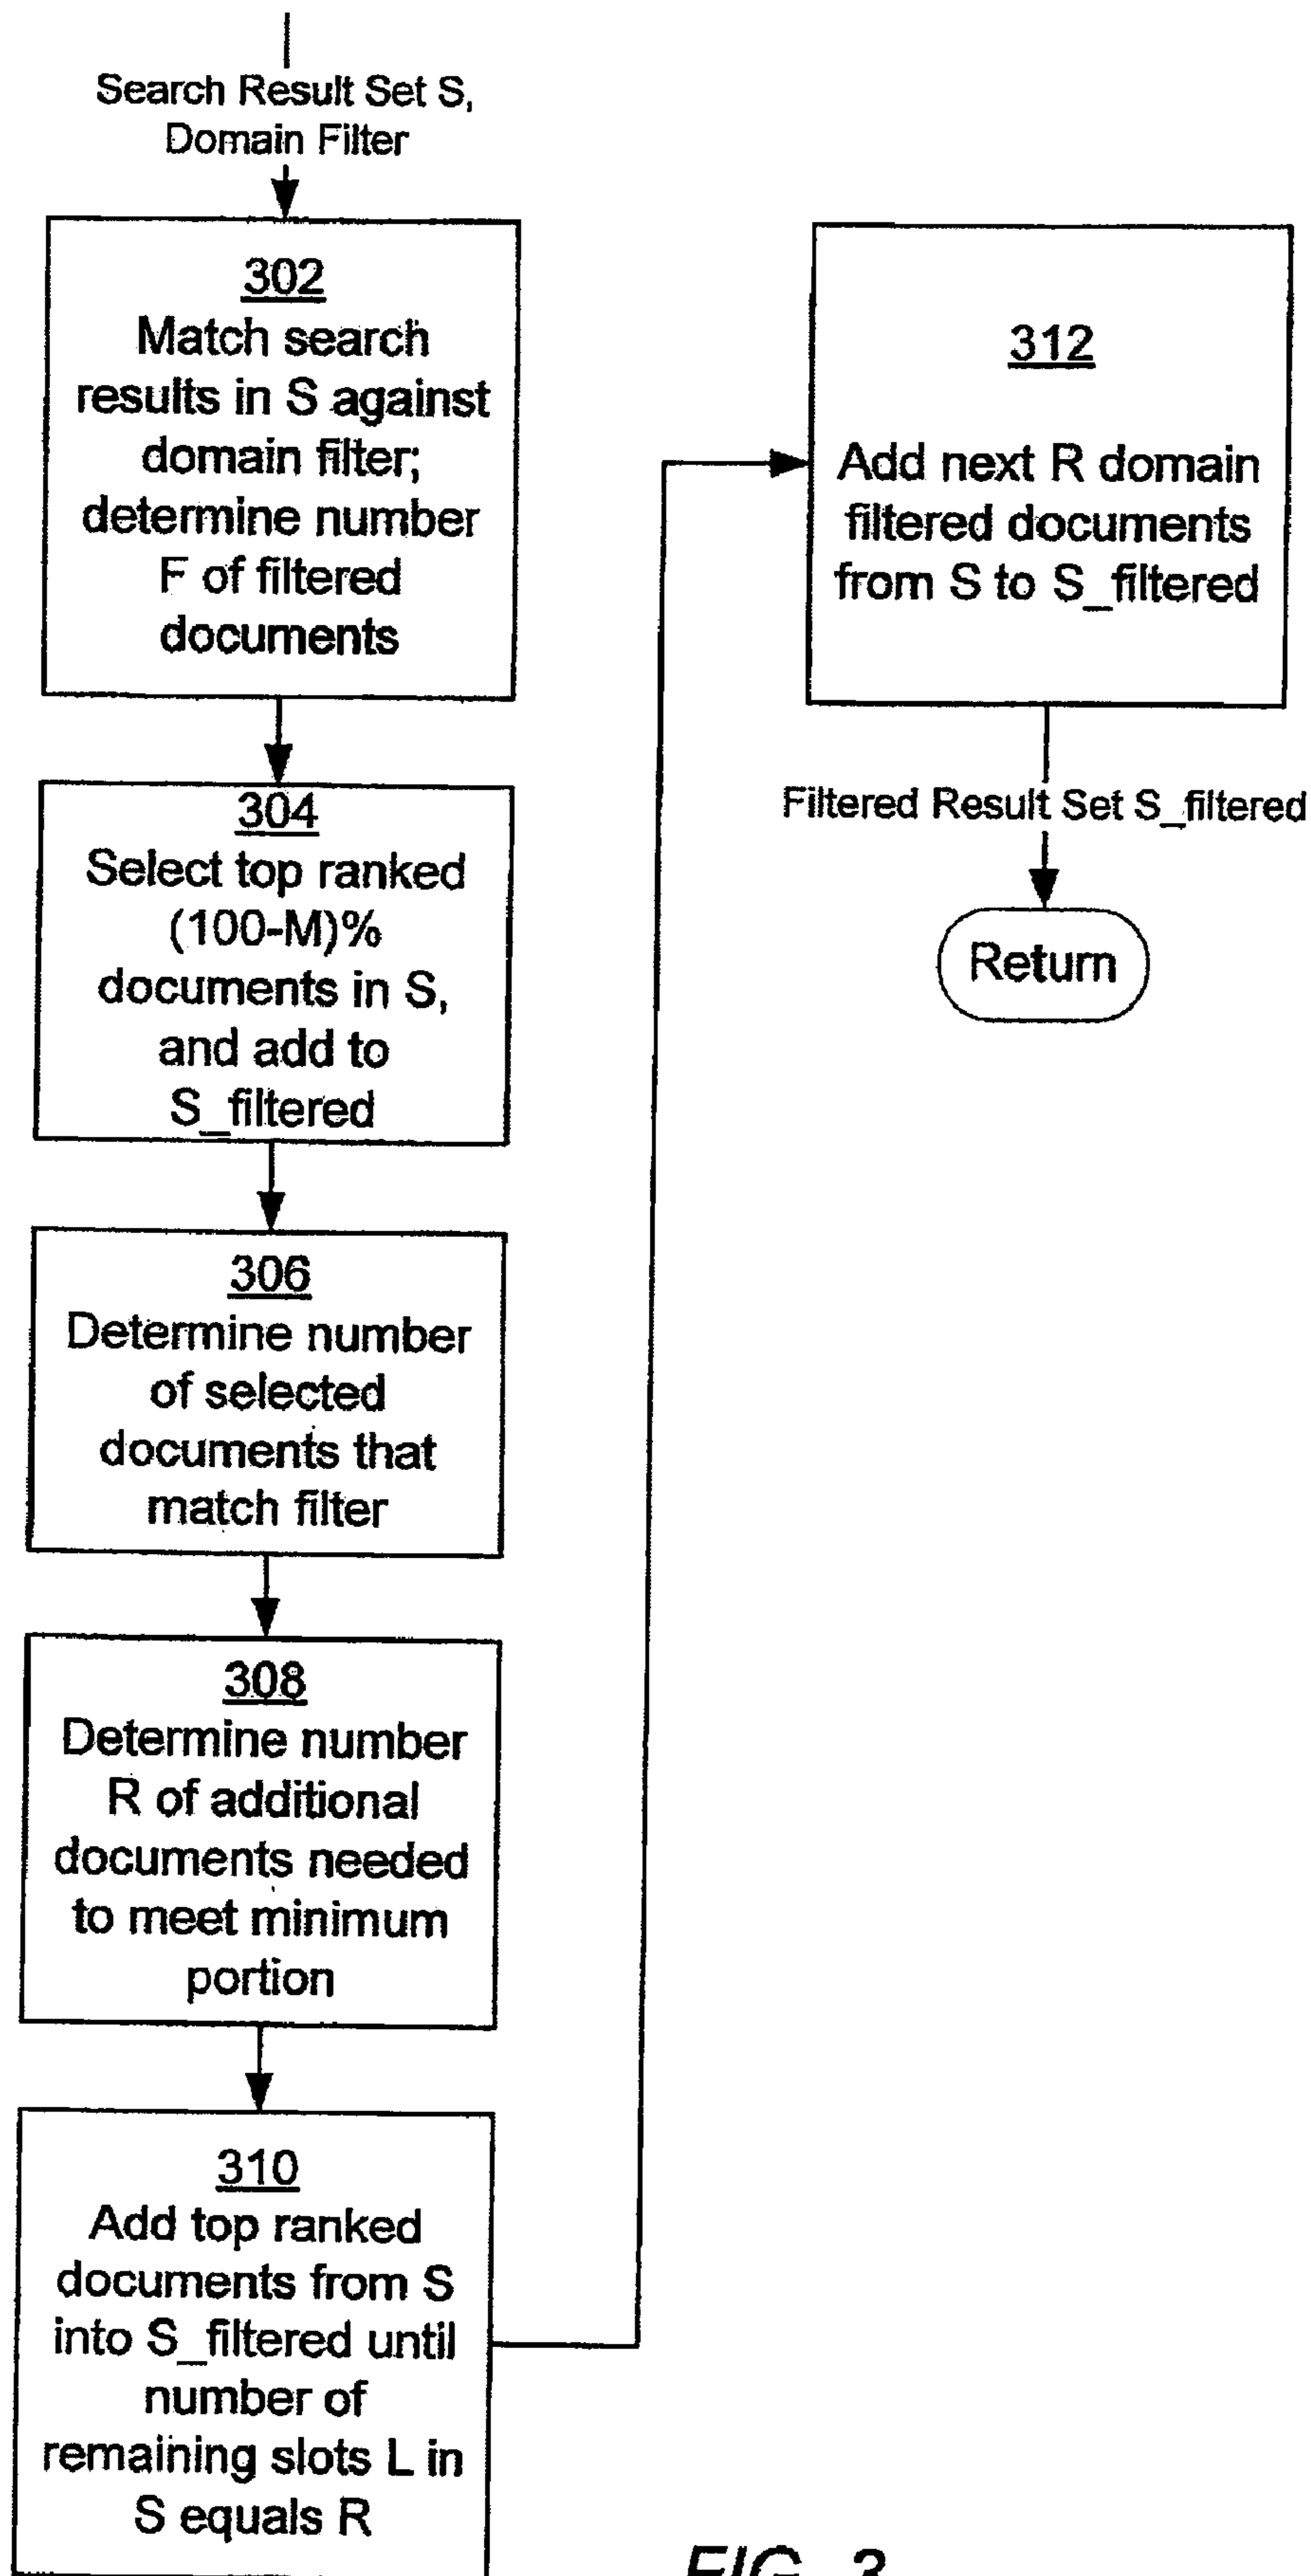 Search Result Set S,
Domain Filter
302
Match search
results in S against
domain filter;
determine number
F of filtered
documents
304
Select top ranked
(100-M)%
documents in S,
and add to
S_filtered
306
Determine number
of selected
documents that
match filter
308
Determine number
R of additional
documents needed
to meet minimum
portion
310
Add top ranked
documents from S
into S_filtered until
number of
remaining slots L in
S equals R
312
Add next R domain
filtered documents
from S to S_filtered
Filtered Result Set S_filtered
Return
FIG. 3